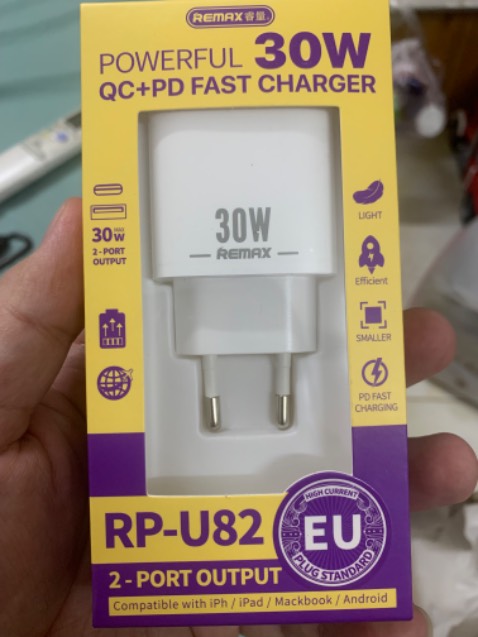 REMAX 睿量
POWERFUL 30W
QC+PD FAST CHARGER
30W
REMAX
30W MAX
2-PORT
OUTPUT
LIGHT
Efficient
SMALLER
PD FAST
CHARGING
RP-U82
HIGH CURRENT
EU
PLUG STANDARD
2-PORT OUTPUT
Compatible with iPh / iPad / Mackbook / Android